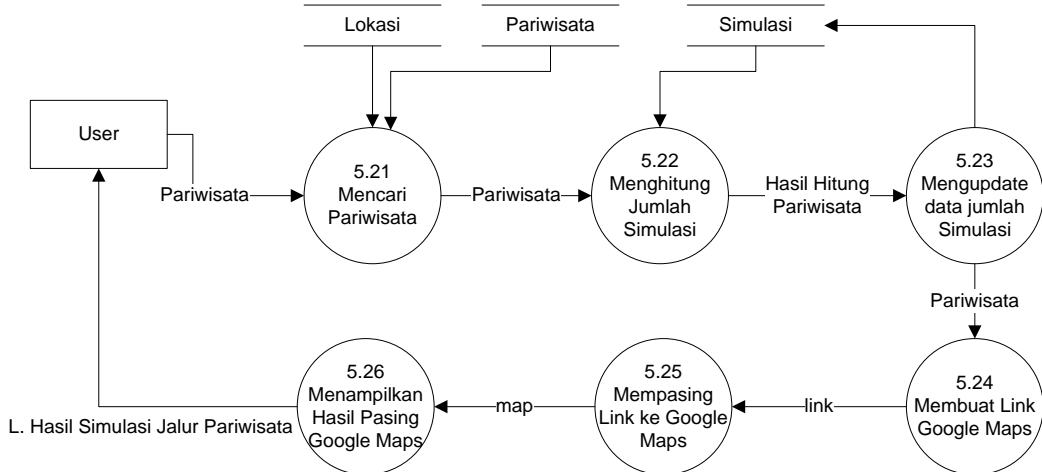 Lokasi
Pariwisata
Simulasi
User
Pariwisata
5.21
Mencari
Pariwisata
Pariwisata
5.22
Menghitung
Jumlah
Simulasi
Hasil Hitung
Pariwisata
5.23
Mengupdate
data jumlah
Simulasi
Pariwisata
5.24
Membuat Link
Google Maps
link
5.25
Mempasing
Link ke Google
Maps
map
5.26
Menampilkan
Hasil Pasing
Google Maps
L. Hasil Simulasi Jalur Pariwisata